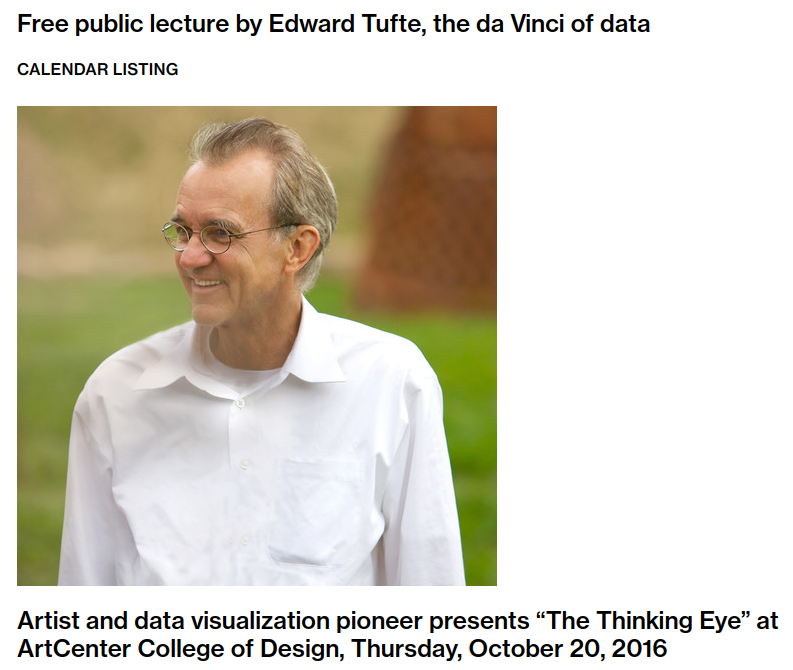 Free public lecture by Edward Tufte, the da Vinci of data
CALENDAR LISTING
Artist and data visualization pioneer presents “The Thinking Eye” at
ArtCenter College of Design, Thursday, October 20, 2016